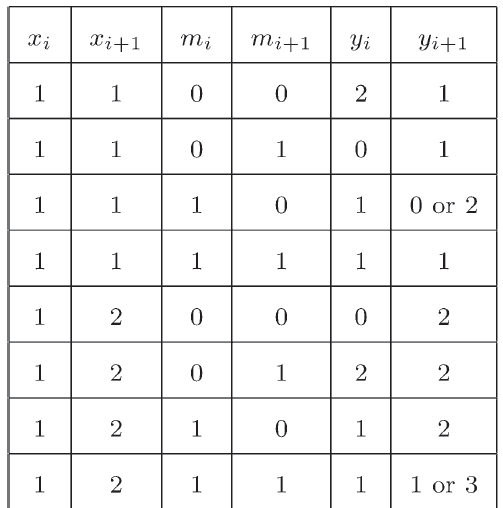 x_i x_{i+1} m_i m_{i+1} y_i y_{i+1}
1 1 0 0 2 1
1 1 0 1 0 1
1 1 1 0 1 0 or 2
1 1 1 1 1 1
1 2 0 0 0 2
1 2 0 1 2 2
1 2 1 0 1 2
1 2 1 1 1 1 or 3